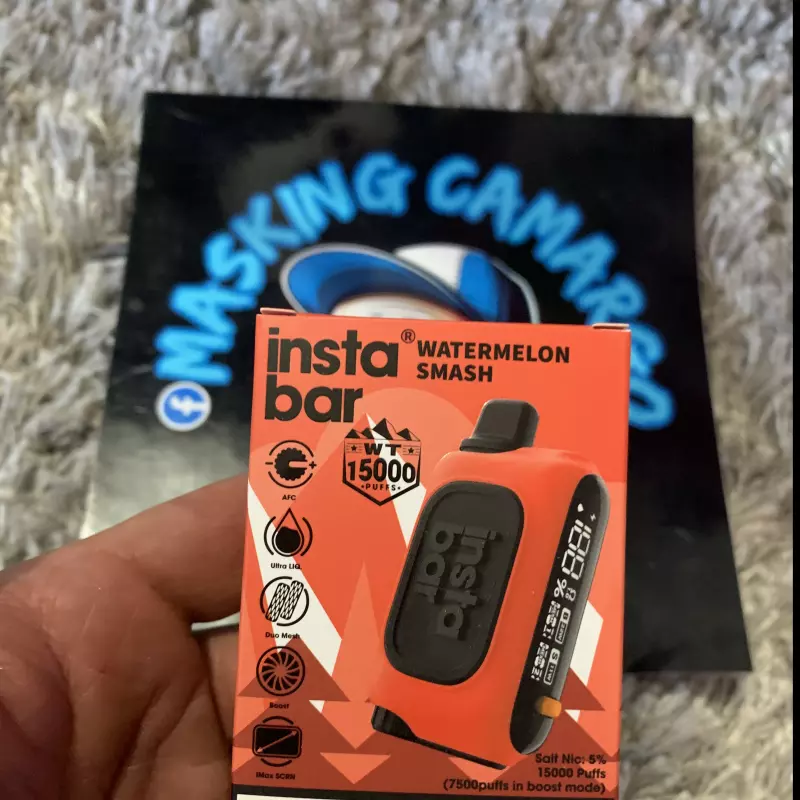 MASKING CAMARGO
insta®
bar
WATERMELON
SMASH
WT
15000
•PUFFS•
AFC
Ultra LIQ.
Duo Mesh
Boost
iMax SCRN
insta
bar
Salt Nic: 5%
15000 Puffs
(7500puffs in boost mode)